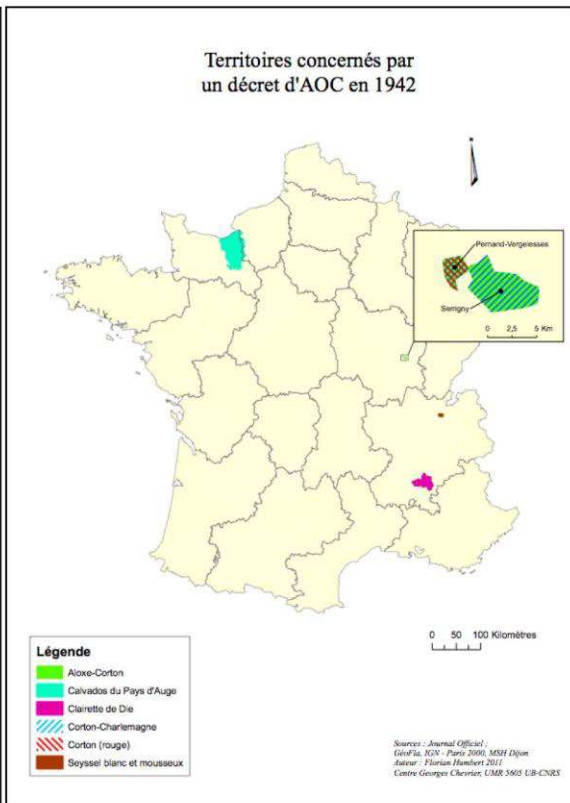 Territoires concernés par
un décret d'AOC en 1942
Pernand-Vergelesses
Serrigny
0 2,5 5 Km
0 50 100 Kilomètres
Légende
Aloxe-Corton
Calvados du Pays d'Auge
Clairette de Die
Corton-Charlemagne
Corton (rouge)
Seyssel blanc et mousseux
Sources : Journal Officiel ;
GéoFla, IGN - Paris 2000, MSH Dijon
Auteur : Florian Humbert 2011
Centre Georges Chevrier, UMR 5605 UB-CNRS